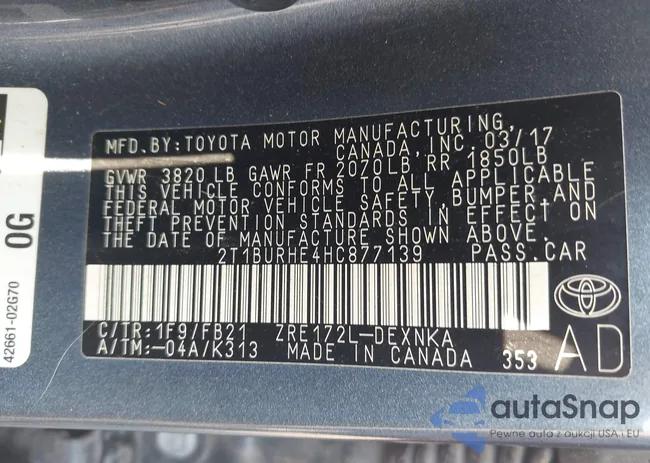 MFD.BY:TOYOTA MOTOR MANUFACTURING,
CANADA, INC. 03/17
GVWR 3820 LB GAWR FR 2020LB, RR 1850LB
THIS VEHICLE CONFORMS TO ALL APPLICABLE
FEDERAL MOTOR VEHICLE SAFETY,BUMPER,AND
THEFT PREVENTION STANDARDS IN EFFECT ON
THE DATE OF MANUFACTURE SHOWN ABOVE.
2T1BURHE4HC877139 PASS.CAR
C/TR:1F9/FB21 ZRE172L-DEXNKA
A/TM:-04A/K313 MADE IN CANADA 353
AD
42661-02G70
0G
autaSnap
Pewne auta z aukcji USA i EU